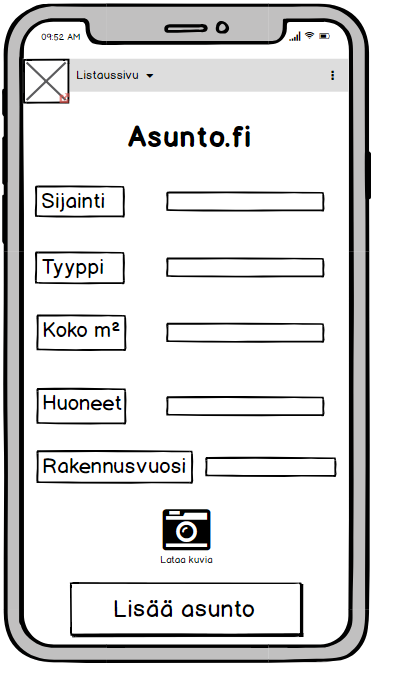 09:52 AM
Listaussivu
Asunto.fi
Sijainti
Tyyppi
Koko m²
Huoneet
Rakennusvuosi
Lataa kuvia
Lisää asunto